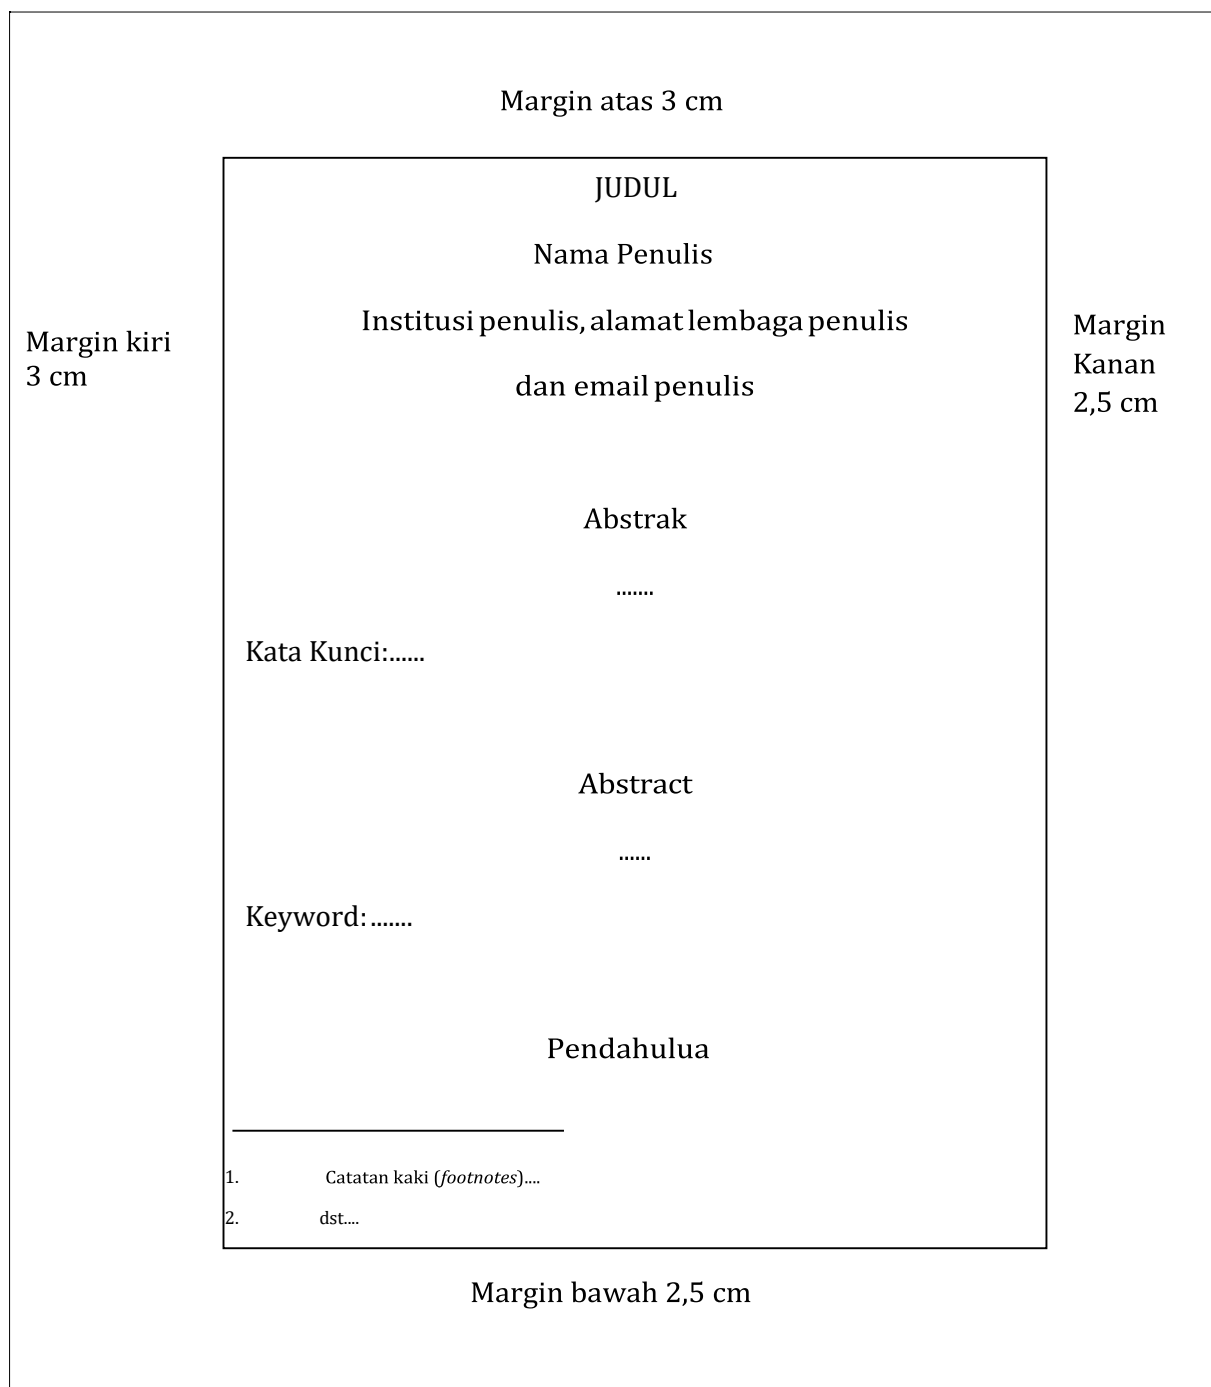 Margin atas 3 cm
JUDUL
Nama Penulis
Institusi penulis, alamat lembaga penulis
dan email penulis
Margin kiri
3 cm
Margin
Kanan
2,5 cm
Abstrak
.......
Kata Kunci:......
Abstract
......
Keyword: .......
Pendahulua
1. Catatan kaki (footnotes)....
2. dst....
Margin bawah 2,5 cm